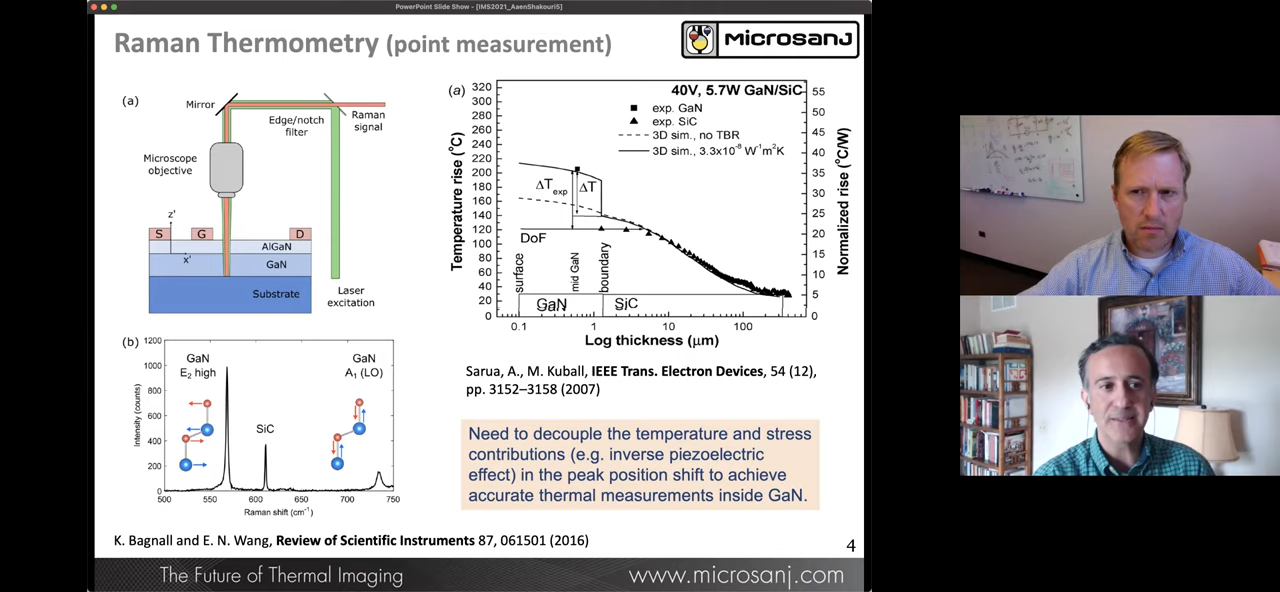 PowerPoint Slide Show - [IMS2021_AaenShakouri5]
Raman Thermometry (point measurement)
MICROSANJ
(a)
Mirror
Edge/notch
filter
Raman
signal
Microscope
objective
z'
S
G
D
AlGaN
x'
GaN
Substrate
Laser
excitation
(b)
1200
1000
800
600
400
200
0
Intensity (counts)
GaN
E2 high
SiC
GaN
A1 (LO)
500
550
600
650
700
750
Raman shift (cm-1)
(a)
40V, 5.7W GaN/SiC
exp. GaN
exp. SiC
3D sim., no TBR
3D sim., 3.3x10-8 W-1m2K
320
300
280
260
240
220
200
180
160
140
120
100
80
60
40
20
0
Temperature rise (°C)
55
50
45
40
35
30
25
20
15
10
5
0
Normalized rise (°C/W)
ΔTexp
ΔT
DoF
surface
mid GaN
boundary
GaN
SiC
0.1
1
10
100
Log thickness (μm)
Sarua, A., M. Kuball, IEEE Trans. Electron Devices, 54 (12),
pp. 3152–3158 (2007)
Need to decouple the temperature and stress
contributions (e.g. inverse piezoelectric
effect) in the peak position shift to achieve
accurate thermal measurements inside GaN.
K. Bagnall and E. N. Wang, Review of Scientific Instruments 87, 061501 (2016)
4
The Future of Thermal Imaging
www.microsanj.com